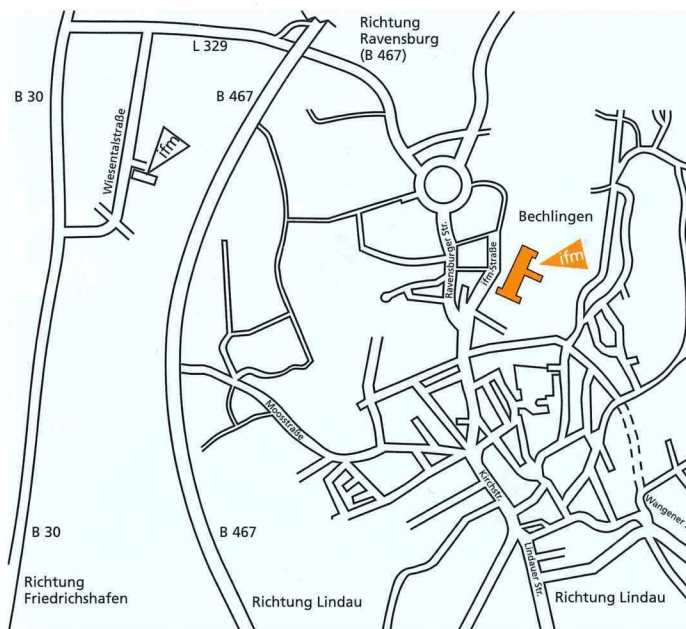 Richtung
Ravensburg
(B 467)
L 329
B 30
B 467
Wiesentalstraße
ifm
Bechlingen
Ravensburger Str.
ifm-Straße
ifm
Moosstraße
Kirchstr.
Wangener
B 30
B 467
Lindauer Str.
Richtung
Friedrichshafen
Richtung Lindau
Richtung Lindau